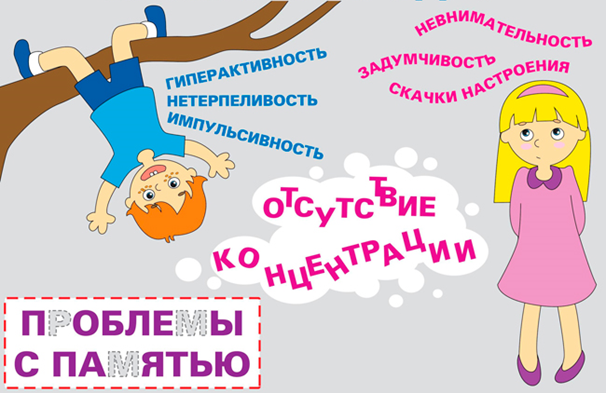 НЕВНИМАТЕЛЬНОСТЬ
ЗАДУМЧИВОСТЬ
СКАЧКИ НАСТРОЕНИЯ
ГИПЕРАКТИВНОСТЬ
НЕТЕРПЕЛИВОСТЬ
ИМПУЛЬСИВНОСТЬ
ОТСУТСТВИЕ
КОНЦЕНТРАЦИИ
ПРОБЛЕМЫ
С ПАМЯТЬЮ